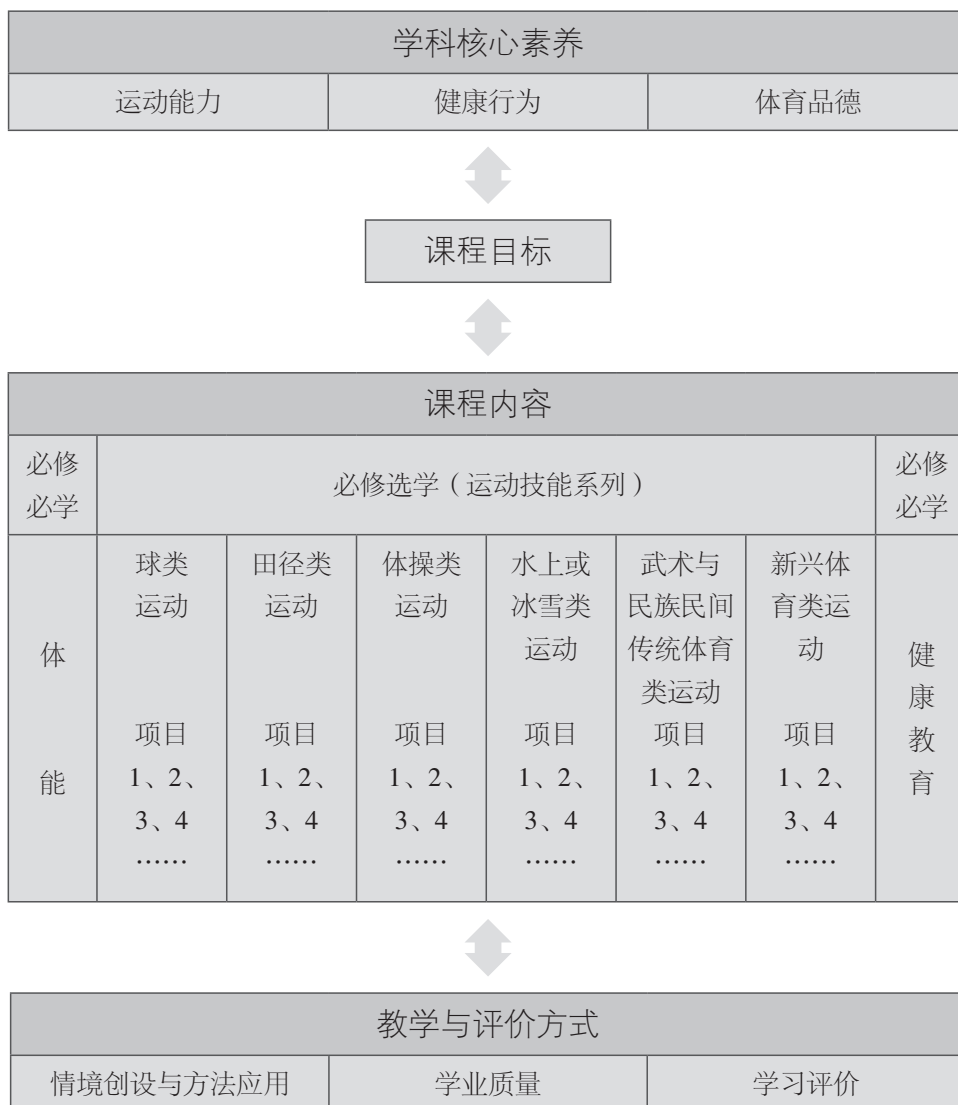 学科核心素养
运动能力 健康行为 体育品德
课程目标
课程内容
必修
必学
必修选学（运动技能系列）
必修
必学
体
能
球类
运动
项目
1、2、
3、4
……
田径类
运动
项目
1、2、
3、4
……
体操类
运动
项目
1、2、
3、4
……
水上或
冰雪类
运动
项目
1、2、
3、4
……
武术与
民族民间
传统体育
类运动
项目
1、2、
3、4
……
新兴体
育类运
动
项目
1、2、
3、4
……
健
康
教
育
教学与评价方式
情境创设与方法应用 学业质量 学习评价